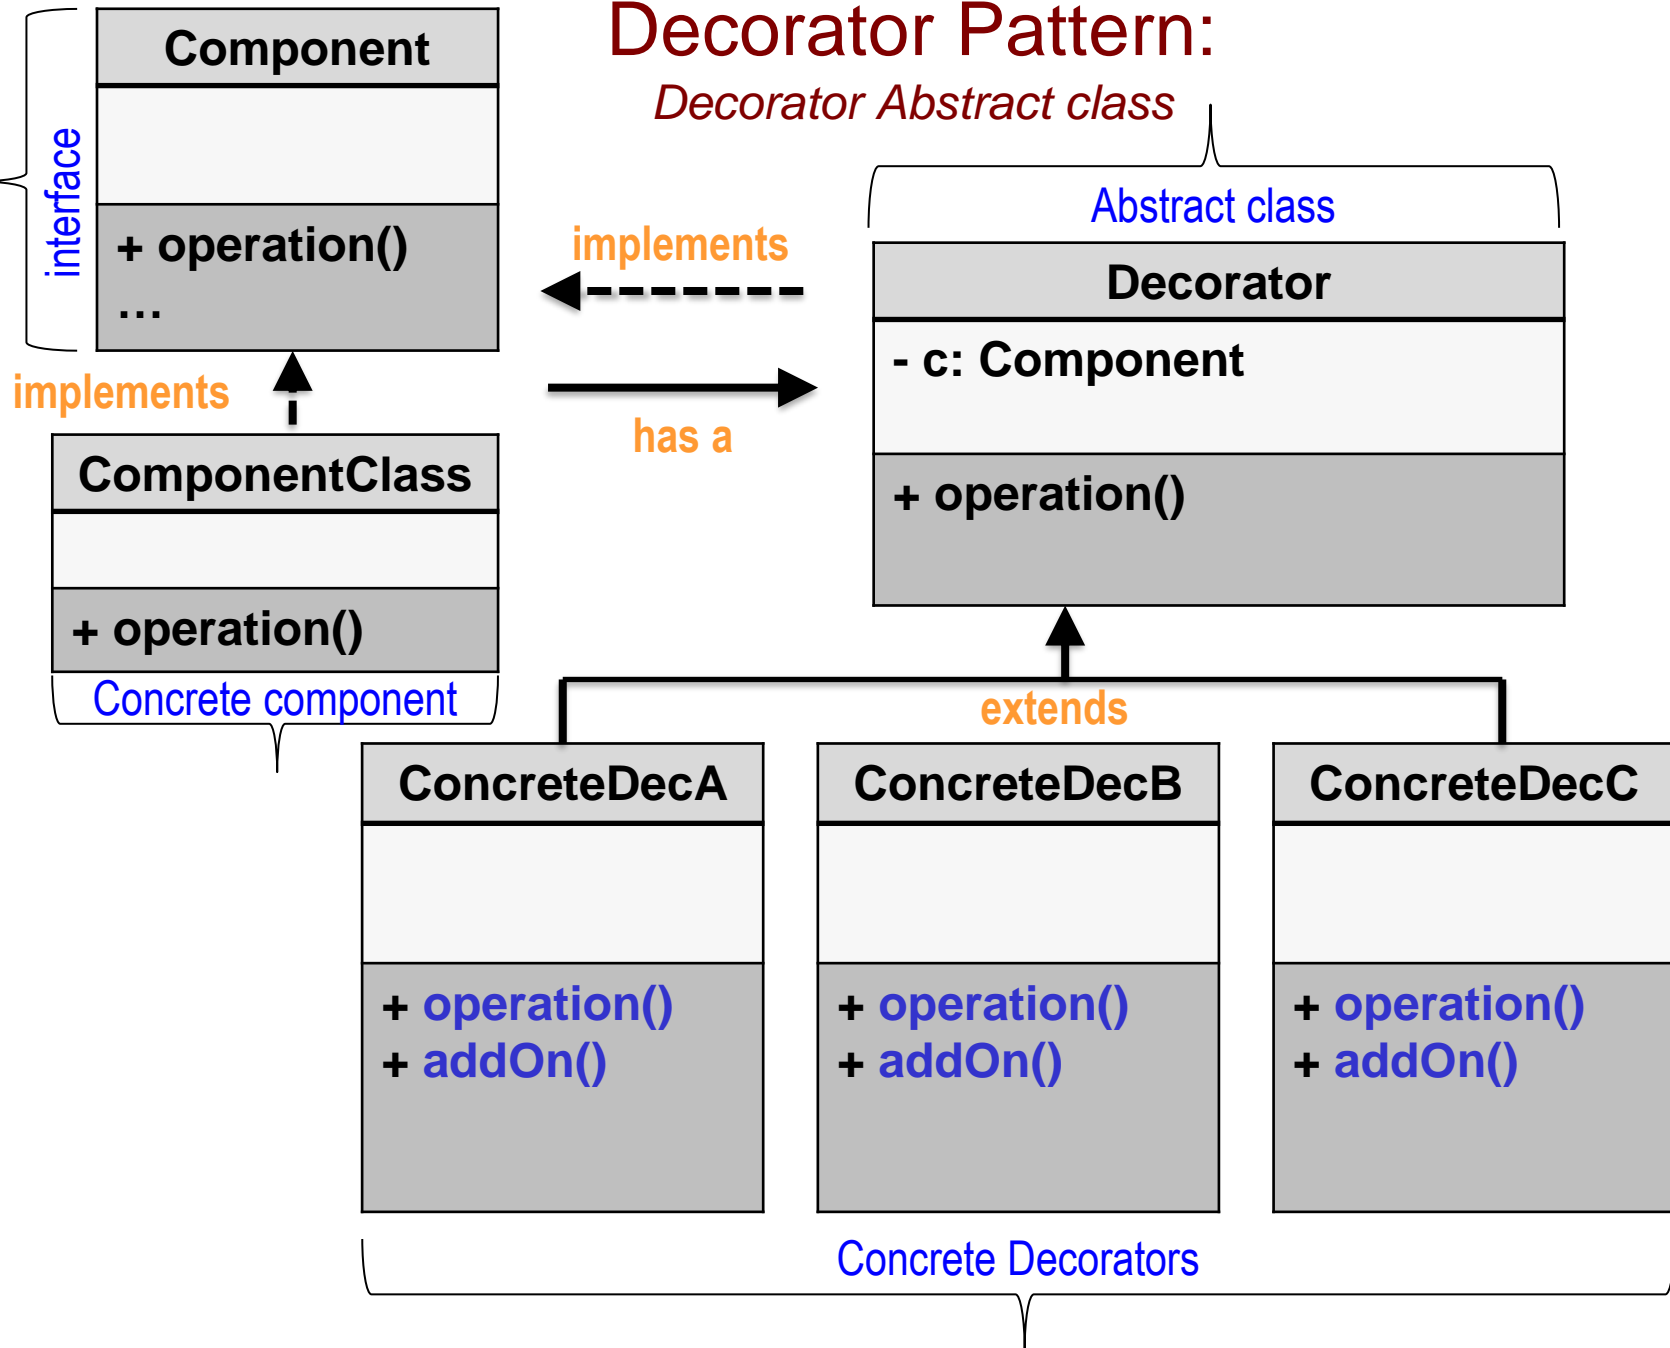 Decorator Pattern:
Decorator Abstract class
Component
interface
+ operation()
…
implements
ComponentClass
+ operation()
Concrete component
implements
has a
Abstract class
Decorator
- c: Component
+ operation()
extends
ConcreteDecA
+ operation()
+ addOn()
ConcreteDecB
+ operation()
+ addOn()
ConcreteDecC
+ operation()
+ addOn()
Concrete Decorators